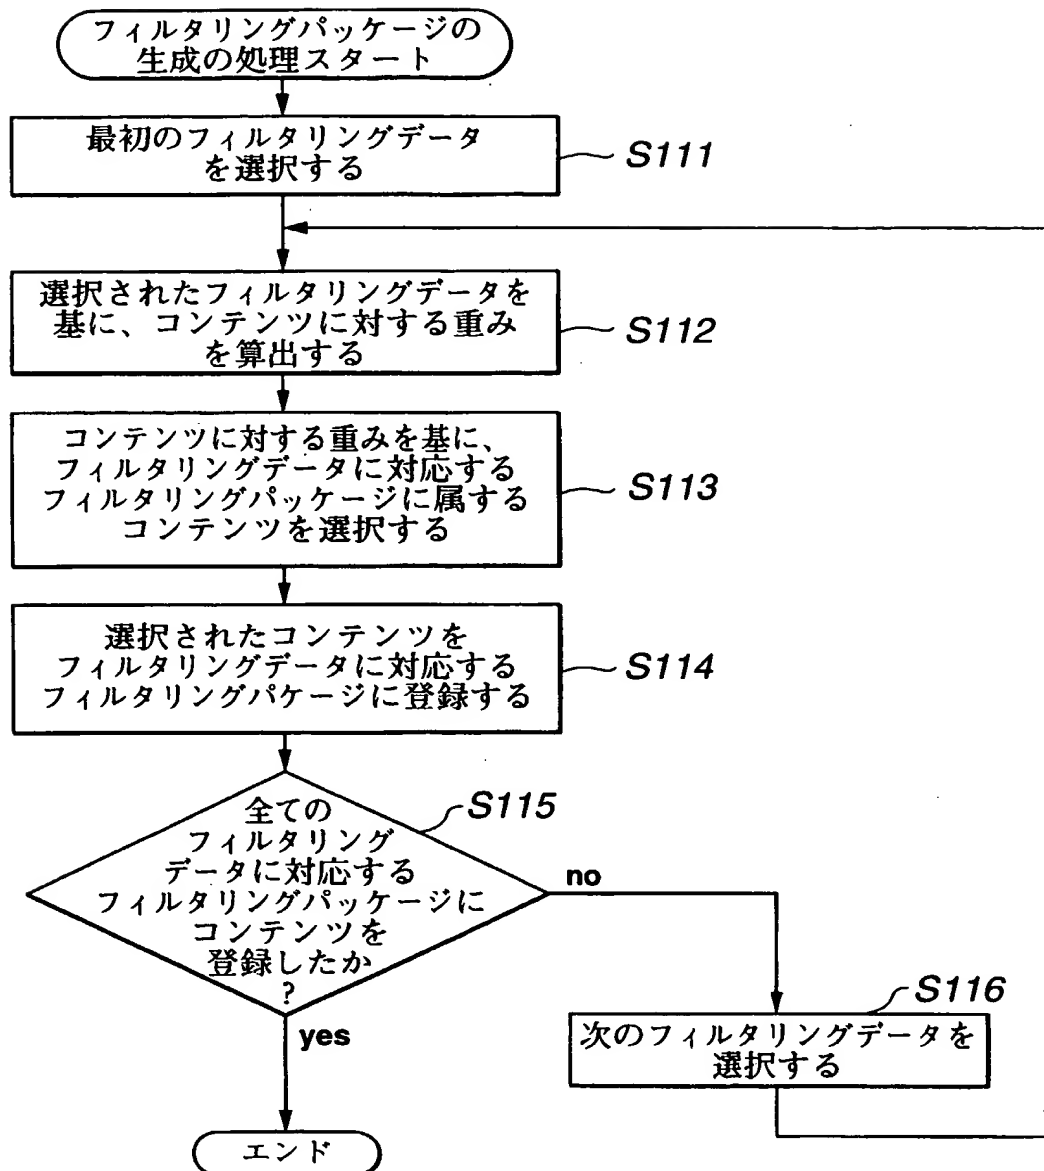 フィルタリングパッケージの
生成の処理スタート
最初のフィルタリングデータ
を選択する
S111
選択されたフィルタリングデータを
基に、コンテンツに対する重み
を算出する
S112
コンテンツに対する重みを基に、
フィルタリングデータに対応する
フィルタリングパッケージに属する
コンテンツを選択する
S113
選択されたコンテンツを
フィルタリングデータに対応する
フィルタリングパケージに登録する
S114
全ての
フィルタリング
データに対応する
フィルタリングパッケージに
コンテンツを
登録したか
?
S115
no
yes
S116
次のフィルタリングデータを
選択する
エンド